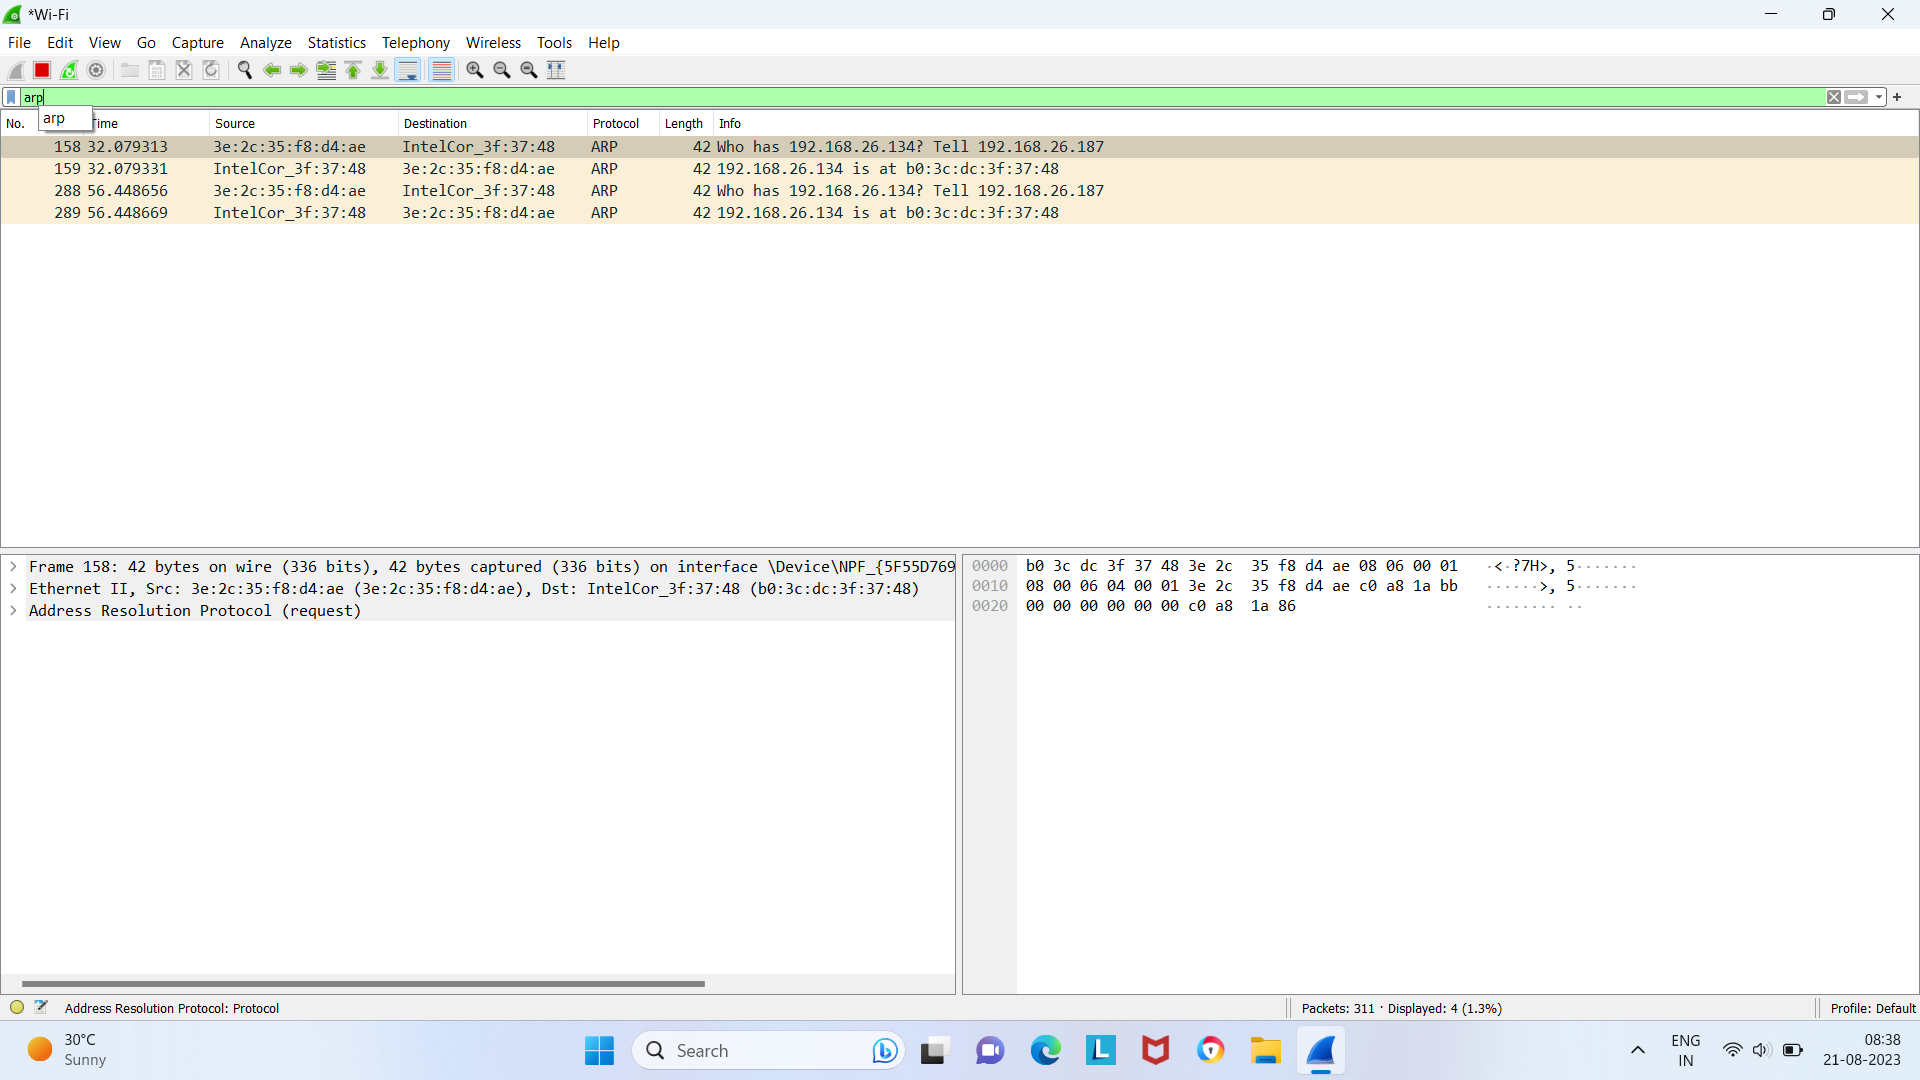 *Wi-Fi
File Edit View Go Capture Analyze Statistics Telephony Wireless Tools Help
arp
arp
No. Time Source Destination Protocol Length Info
158 32.079313 3e:2c:35:f8:d4:ae IntelCor_3f:37:48 ARP 42 Who has 192.168.26.134? Tell 192.168.26.187
159 32.079331 IntelCor_3f:37:48 3e:2c:35:f8:d4:ae ARP 42 192.168.26.134 is at b0:3c:dc:3f:37:48
288 56.448656 3e:2c:35:f8:d4:ae IntelCor_3f:37:48 ARP 42 Who has 192.168.26.134? Tell 192.168.26.187
289 56.448669 IntelCor_3f:37:48 3e:2c:35:f8:d4:ae ARP 42 192.168.26.134 is at b0:3c:dc:3f:37:48
Frame 158: 42 bytes on wire (336 bits), 42 bytes captured (336 bits) on interface \Device\NPF_{5F55D769
Ethernet II, Src: 3e:2c:35:f8:d4:ae (3e:2c:35:f8:d4:ae), Dst: IntelCor_3f:37:48 (b0:3c:dc:3f:37:48)
Address Resolution Protocol (request)
0000 b0 3c dc 3f 37 48 3e 2c 35 f8 d4 ae 08 06 00 01 ·<·?7H>, 5·······
0010 08 00 06 04 00 01 3e 2c 35 f8 d4 ae c0 a8 1a bb ······>, 5·······
0020 00 00 00 00 00 00 c0 a8 1a 86 ········ ··
Address Resolution Protocol: Protocol
Packets: 311 · Displayed: 4 (1.3%)
Profile: Default
30°C
Sunny
Search
L
ENG
IN
08:38
21-08-2023